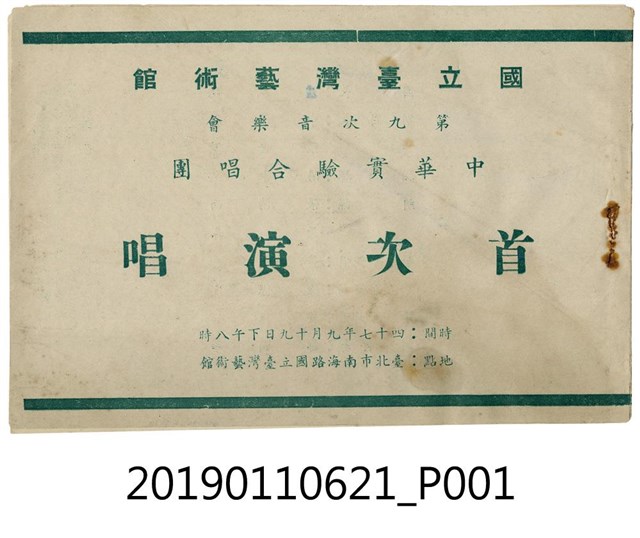 國立臺灣藝術館
第九次音樂會
中華實驗合唱團
首次演唱
時間：四十七年九月十九日下午八時
地點：臺北市南海路國立臺灣藝術館
20190110621_P001